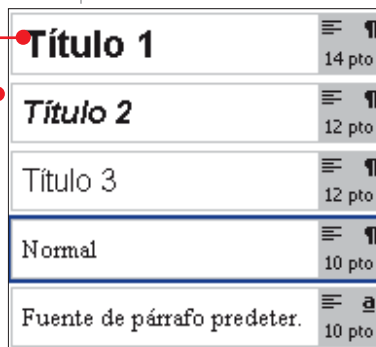 Título 1 ¶
14 pto
Título 2 ¶
12 pto
Título 3 ¶
12 pto
Normal ¶
10 pto
Fuente de párrafo predeter. a
10 pto